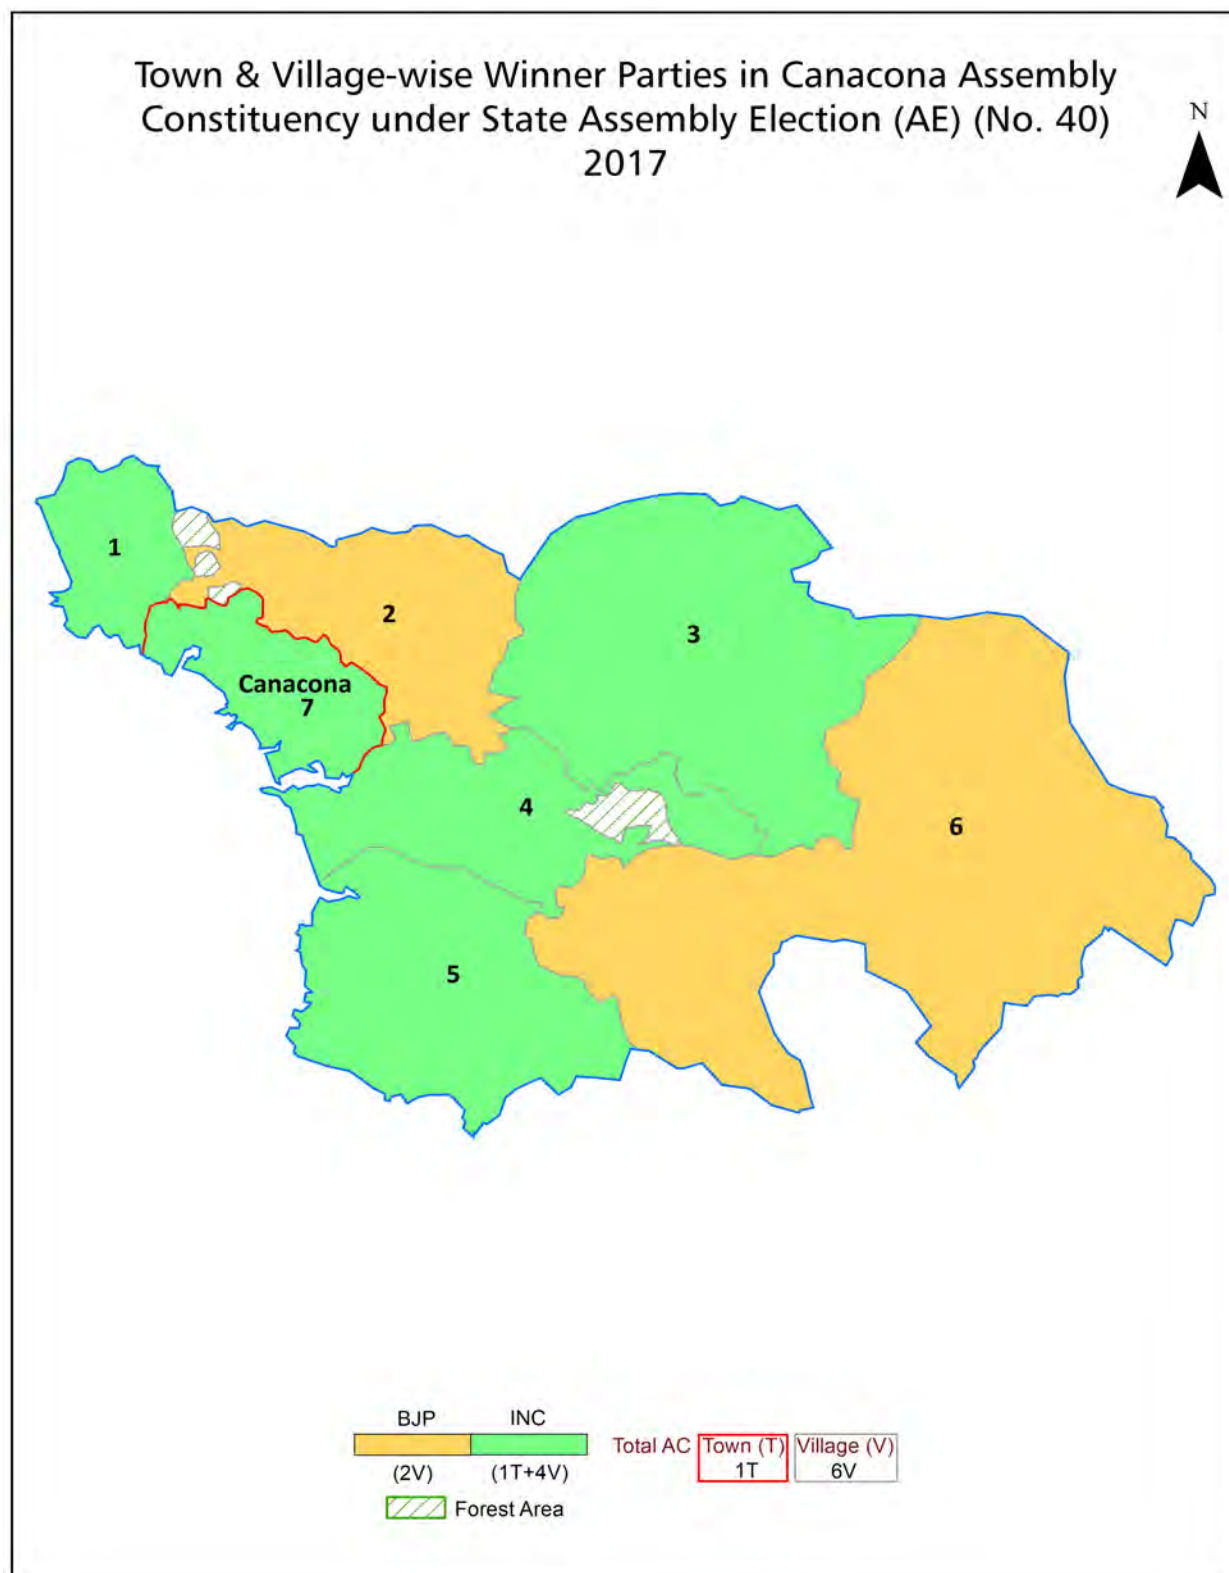 Town & Village-wise Winner Parties in Canacona Assembly
Constituency under State Assembly Election (AE) (No. 40)
2017
N
1
2
3
Canacona
7
4
6
5
BJP INC
Total AC Town (T) Village (V)
(2V) (1T+4V) 1T 6V
Forest Area